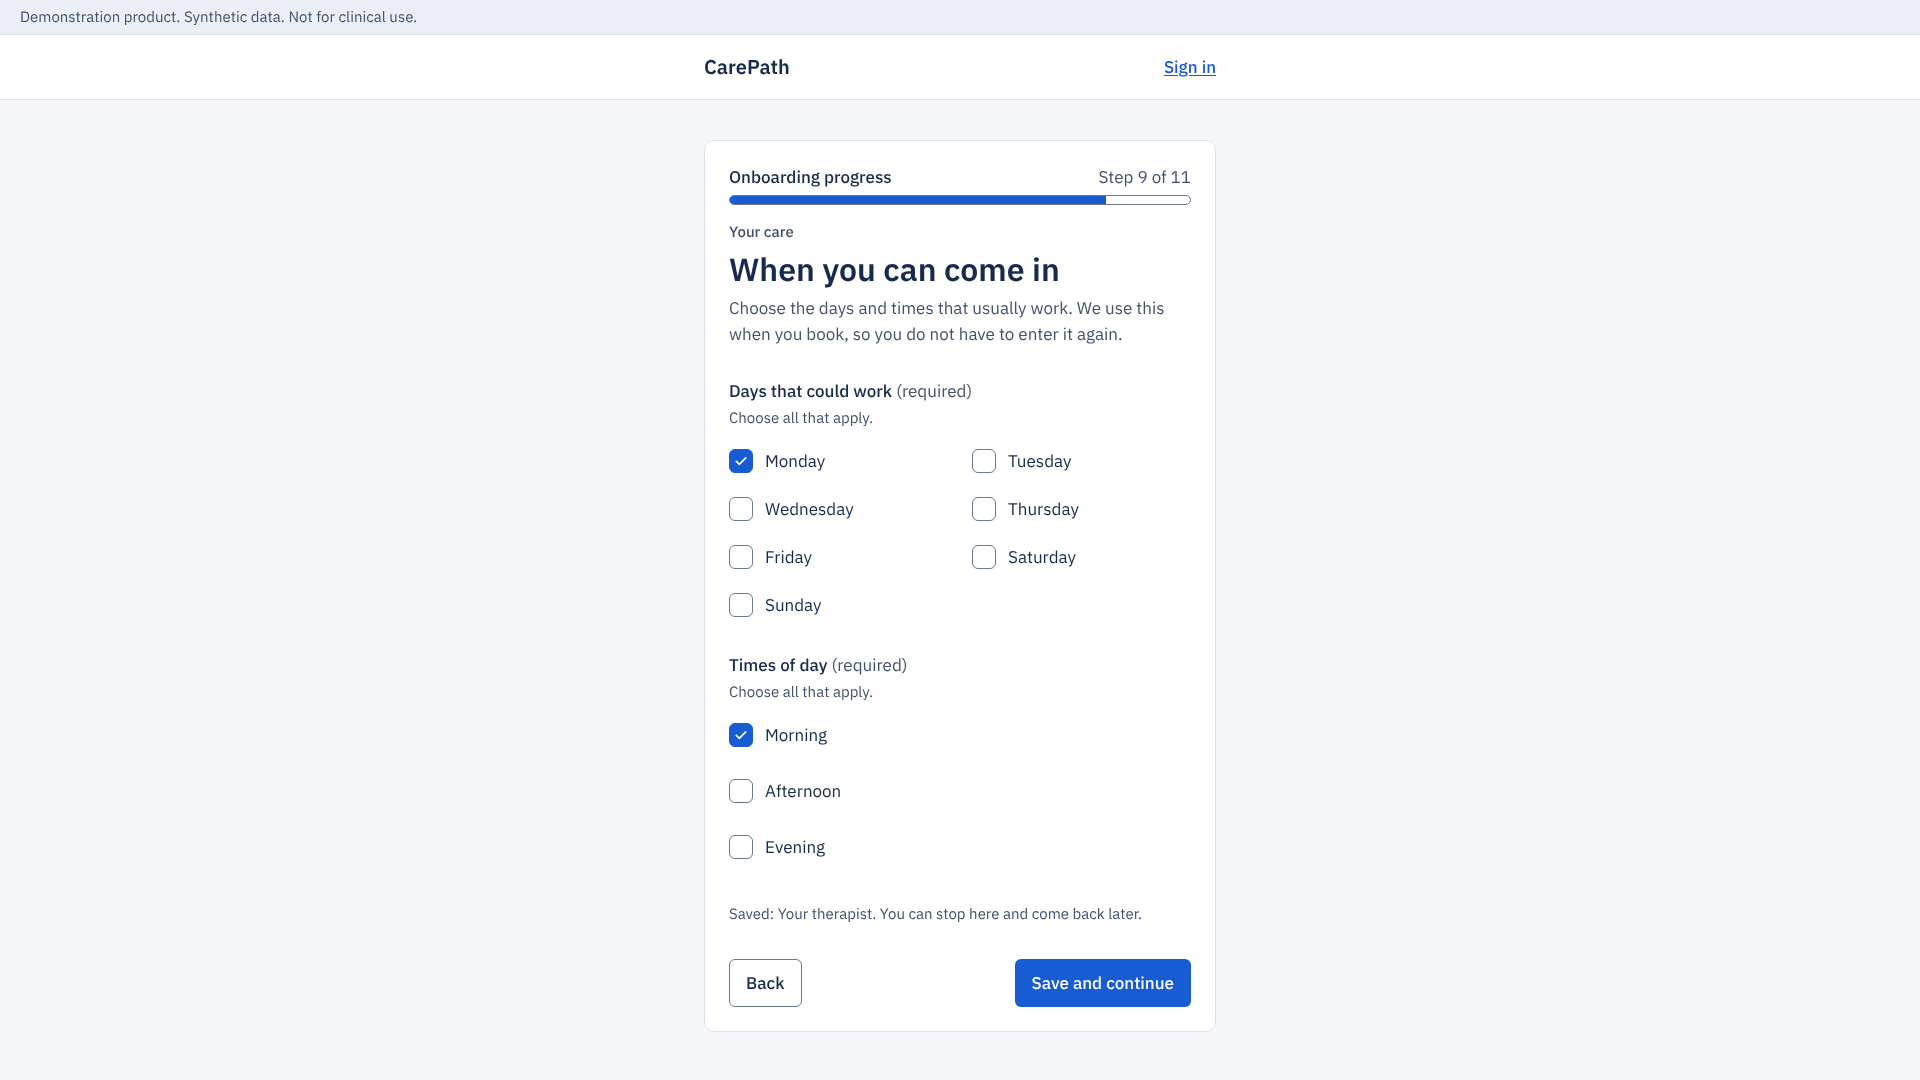 Demonstration product. Synthetic data. Not for clinical use.
CarePath
Sign in
Onboarding progress
Step 9 of 11
Your care
When you can come in
Choose the days and times that usually work. We use this
when you book, so you do not have to enter it again.
Days that could work (required)
Choose all that apply.
Monday
Tuesday
Wednesday
Thursday
Friday
Saturday
Sunday
Times of day (required)
Choose all that apply.
Morning
Afternoon
Evening
Saved: Your therapist. You can stop here and come back later.
Back
Save and continue